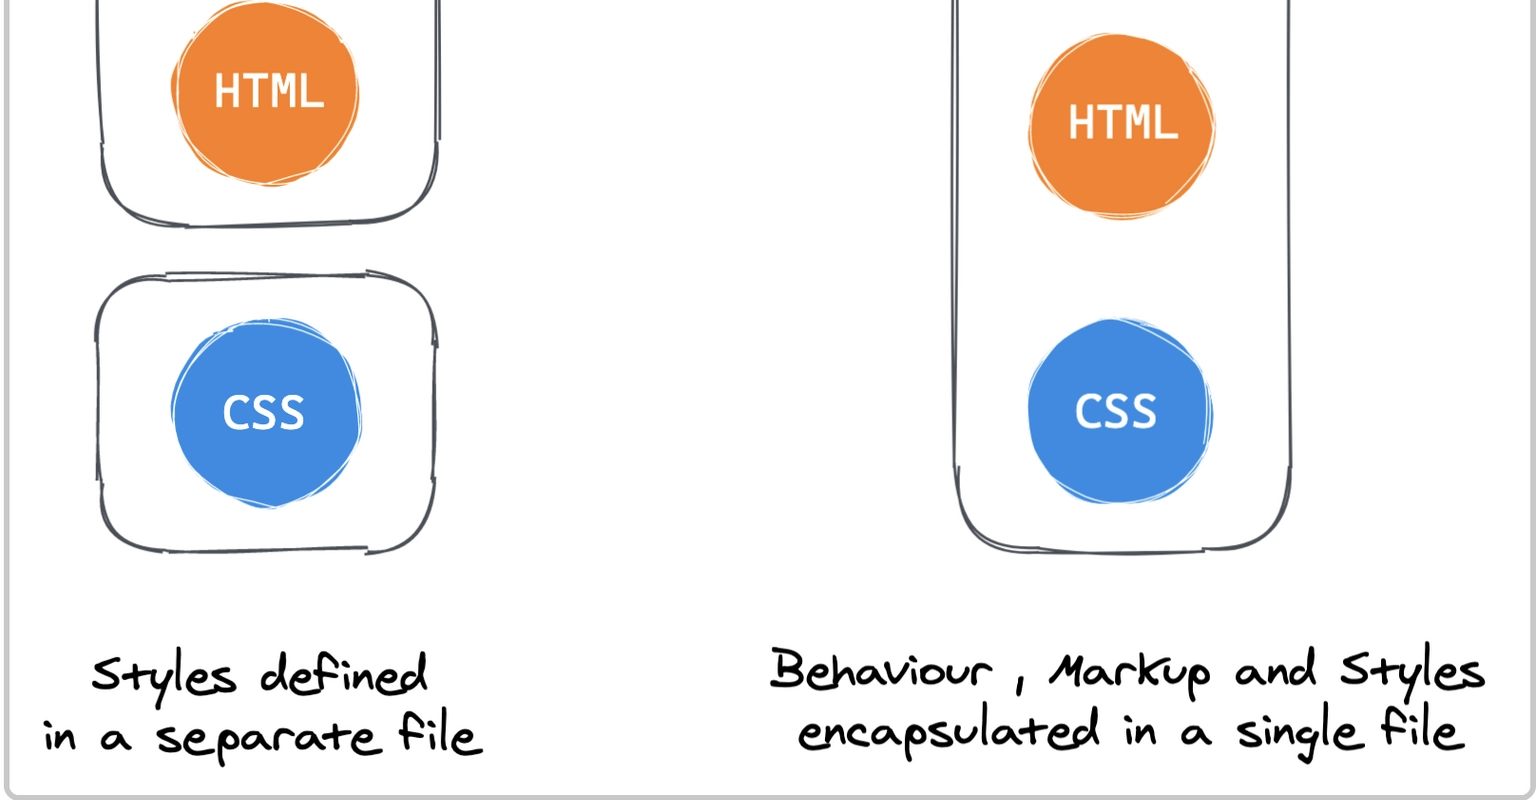 HTML
CSS
Styles defined
in a separate file
HTML
CSS
Behaviour , Markup and Styles
encapsulated in a single file